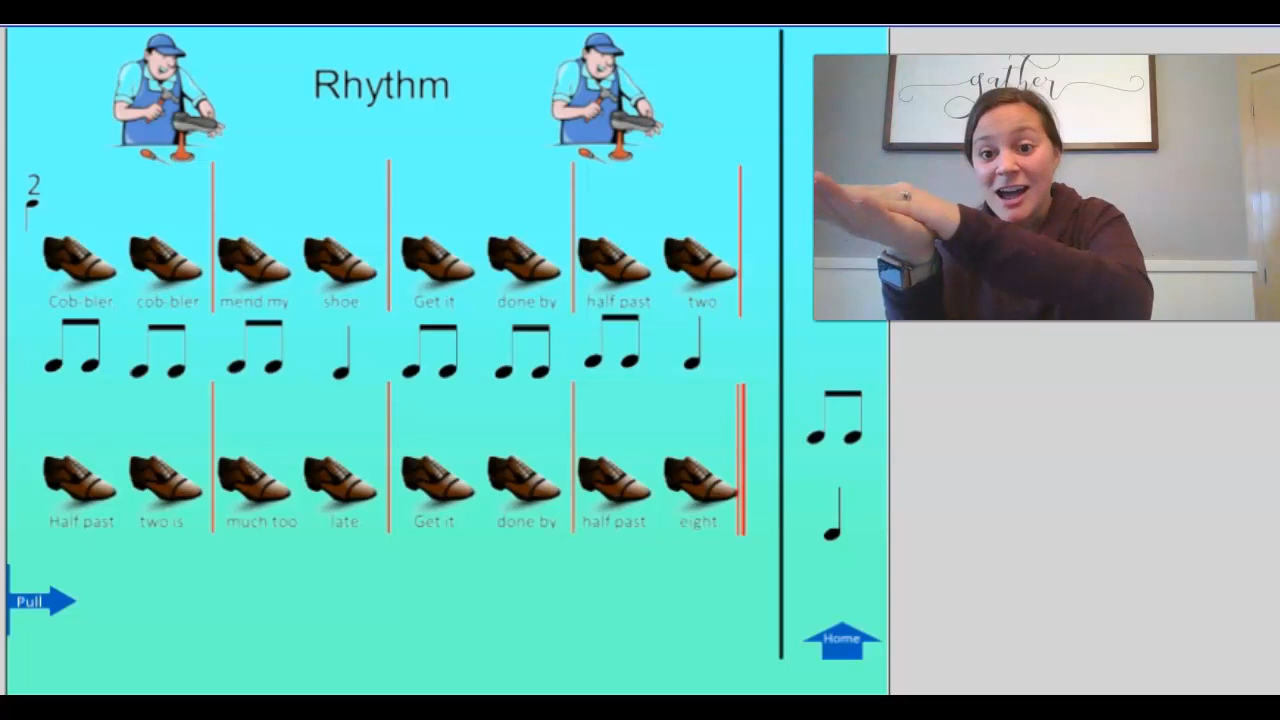 gather
Rhythm
2
Cob-bler, cob-bler mend my shoe. Get it done by half past two
Half past two is much too late. Get it done by half past eight.
Pull
Home